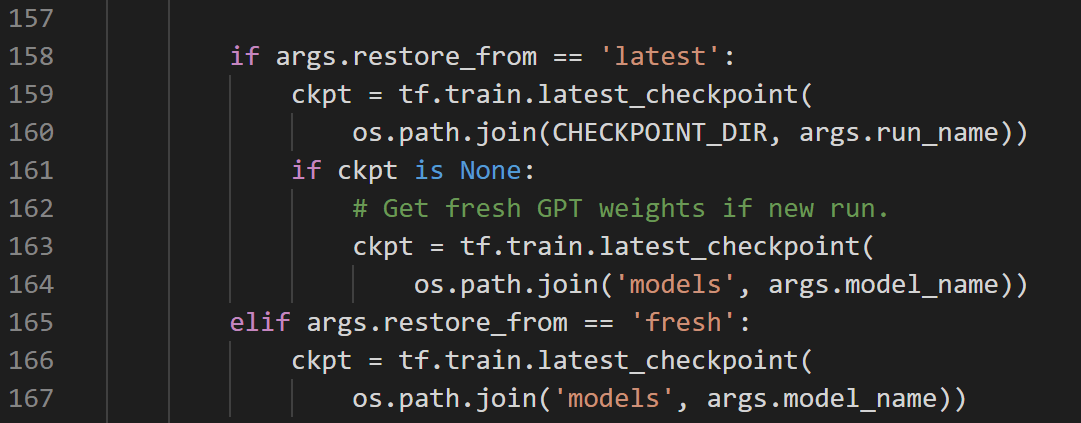 157
158 if args.restore_from == 'latest':
159 ckpt = tf.train.latest_checkpoint(
160 os.path.join(CHECKPOINT_DIR, args.run_name))
161 if ckpt is None:
162 # Get fresh GPT weights if new run.
163 ckpt = tf.train.latest_checkpoint(
164 os.path.join('models', args.model_name))
165 elif args.restore_from == 'fresh':
166 ckpt = tf.train.latest_checkpoint(
167 os.path.join('models', args.model_name))